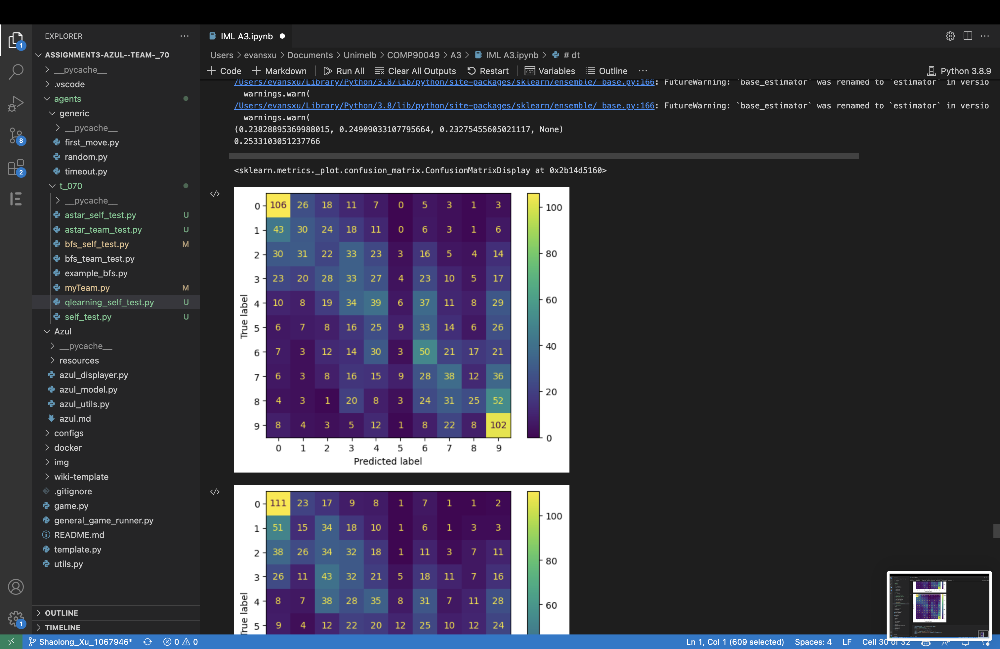 EXPLORER
ASSIGNMENT3-AZUL--TEAM-_70
__pycache__
.vscode
agents
generic
__pycache__
first_move.py
random.py
timeout.py
t_070
__pycache__
astar_self_test.py U
astar_team_test.py U
bfs_self_test.py M
bfs_team_test.py
example_bfs.py
myTeam.py M
qlearning_self_test.py U
self_test.py U
Azul
__pycache__
resources
azul_displayer.py
azul_model.py
azul_utils.py
azul.md
configs
docker
img
wiki-template
.gitignore
game.py
general_game_runner.py
README.md
template.py
utils.py
OUTLINE
TIMELINE
1
8
2
1
IML A3.ipynb
Users > evansxu > Documents > Unimelb > COMP90049 > A3 > IML A3.ipynb > # dt
Code Markdown Run All Clear All Outputs Restart Variables Outline ... Python 3.8.9
/Users/evansxu/Library/Python/3.8/lib/python/site-packages/sklearn/ensemble/_base.py:166: FutureWarning: `base_estimator` was renamed to `estimator` in versio
warnings.warn(
/Users/evansxu/Library/Python/3.8/lib/python/site-packages/sklearn/ensemble/_base.py:166: FutureWarning: `base_estimator` was renamed to `estimator` in versio
warnings.warn(
(0.23828895369988015, 0.24909033107795664, 0.23275455605021117, None)
0.2533103051237766
<sklearn.metrics._plot.confusion_matrix.ConfusionMatrixDisplay at 0x2b14d5160>
0 106 26 18 11 7 0 5 3 1 3
1 43 30 24 18 11 0 6 3 1 6
2 30 31 22 33 23 3 16 5 4 14
3 23 20 28 33 27 4 23 10 5 17
4 10 8 19 34 39 6 37 11 8 29
5 6 7 8 16 25 9 33 14 6 26
6 7 3 12 14 30 3 50 21 17 21
7 6 3 8 16 15 9 28 38 12 36
8 4 3 1 20 8 3 24 31 25 52
9 8 4 3 5 12 1 8 22 8 102
0 1 2 3 4 5 6 7 8 9
Predicted label
True label
100
80
60
40
20
0
0 111 23 17 9 8 1 7 1 1 2
1 51 15 34 18 10 1 6 1 3 3
2 38 26 34 32 18 1 11 3 7 11
3 26 11 43 32 21 5 18 11 7 16
4 8 7 38 28 35 8 31 7 11 28
5 9 4 12 22 20 12 25 10 12 24
True label
100
80
60
Shaolong_Xu_1067946* 0 0 Ln 1, Col 1 (609 selected) Spaces: 4 LF Cell 30 of 32